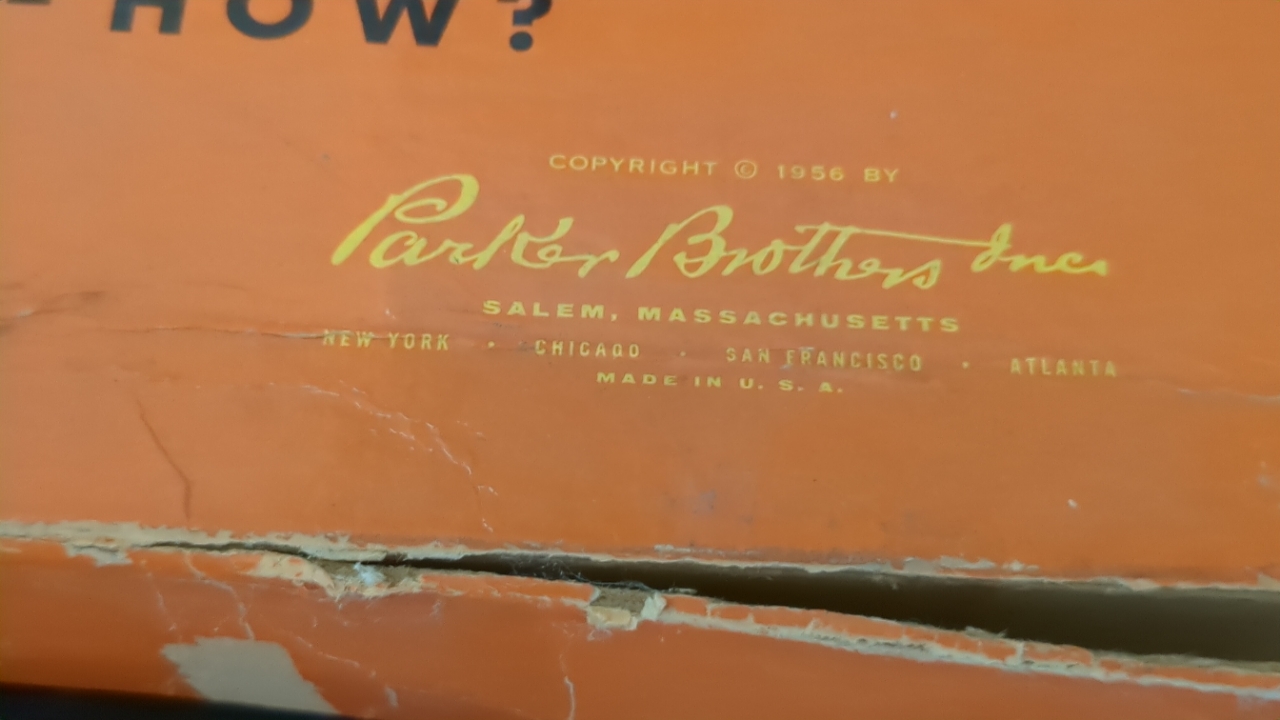 HOW?
COPYRIGHT © 1956 BY
Parker Brothers Inc.
SALEM, MASSACHUSETTS
NEW YORK • CHICAGO • SAN FRANCISCO • ATLANTA
MADE IN U. S. A.